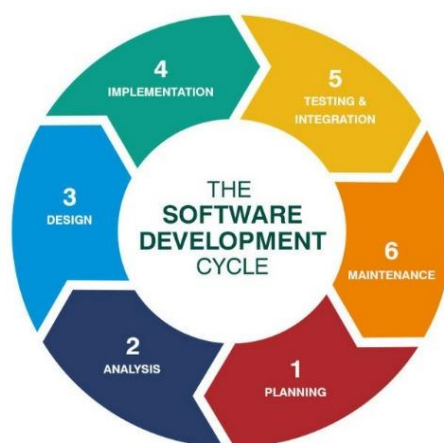 THE
SOFTWARE
DEVELOPMENT
CYCLE
1
PLANNING
2
ANALYSIS
3
DESIGN
4
IMPLEMENTATION
5
TESTING &
INTEGRATION
6
MAINTENANCE